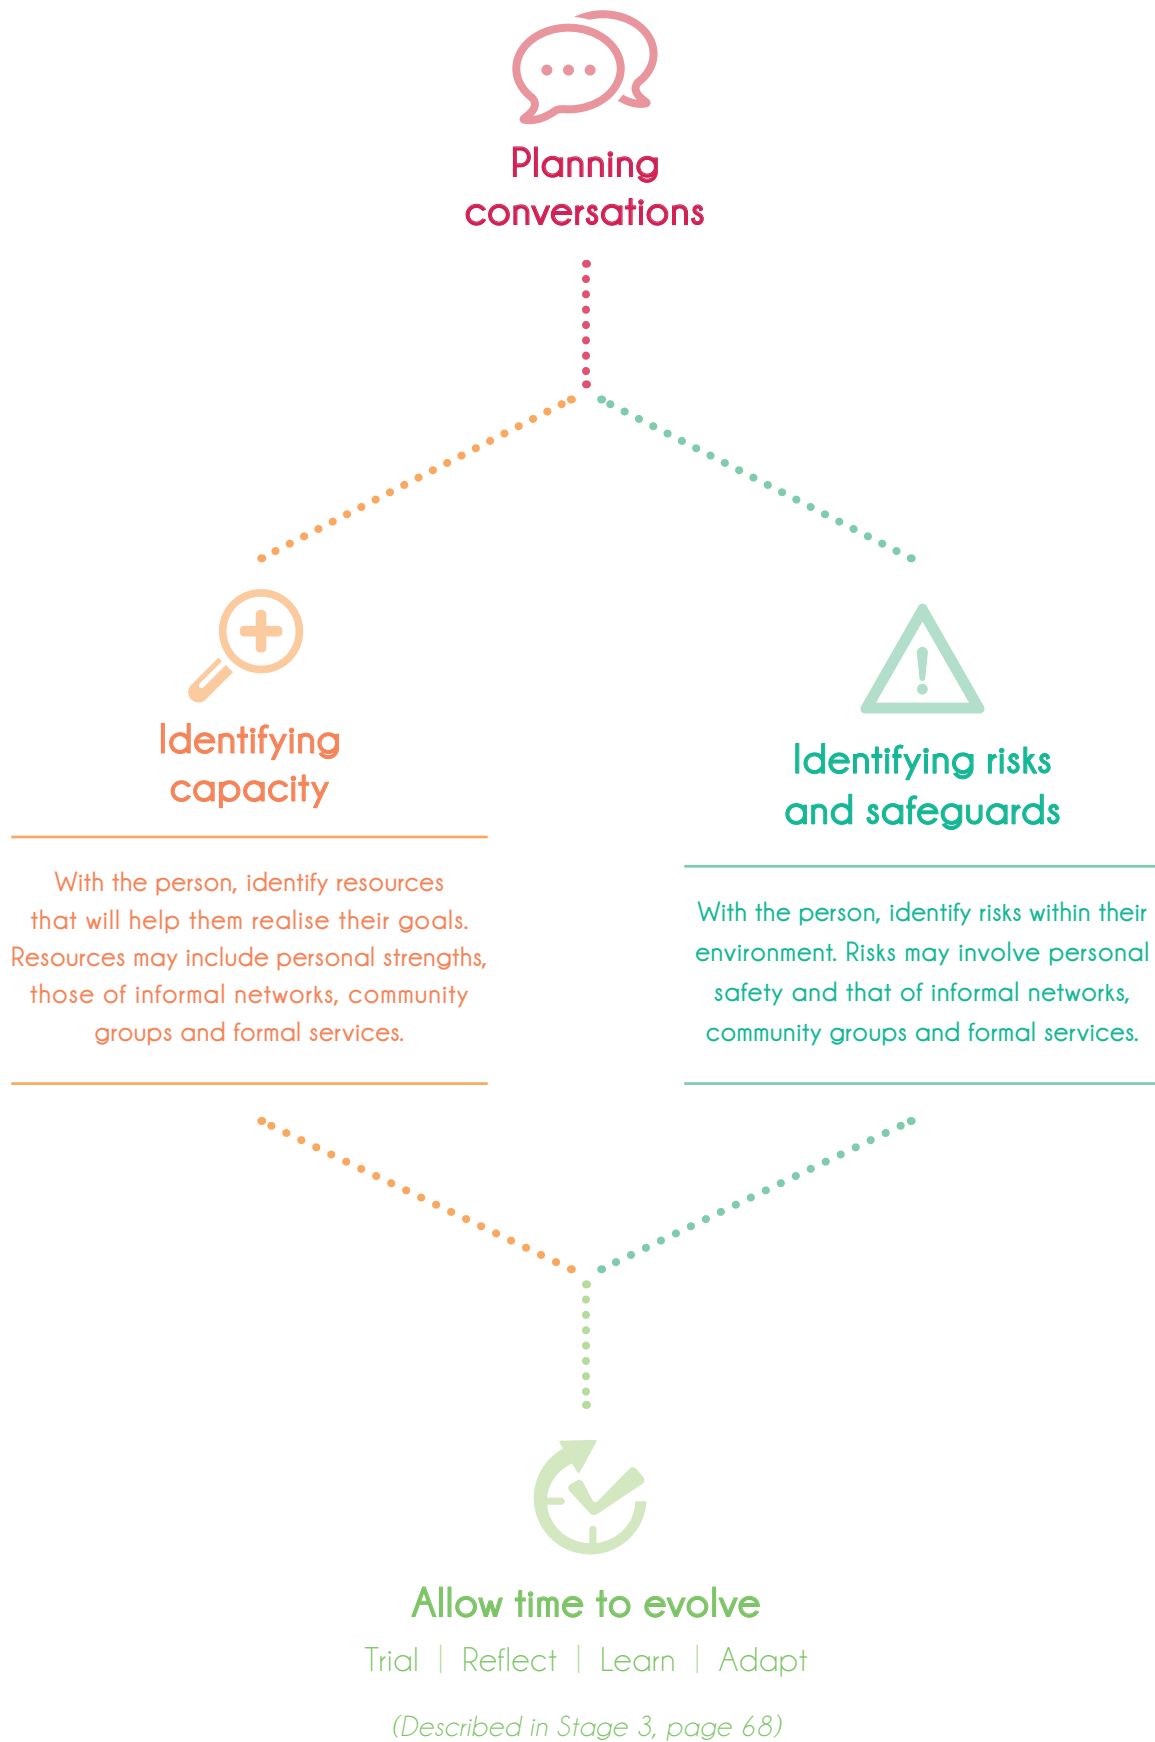 Planning
conversations
Identifying
capacity
With the person, identify resources
that will help them realise their goals.
Resources may include personal strengths,
those of informal networks, community
groups and formal services.
Identifying risks
and safeguards
With the person, identify risks within their
environment. Risks may involve personal
safety and that of informal networks,
community groups and formal services.
Allow time to evolve
Trial | Reflect | Learn | Adapt
(Described in Stage 3, page 68)